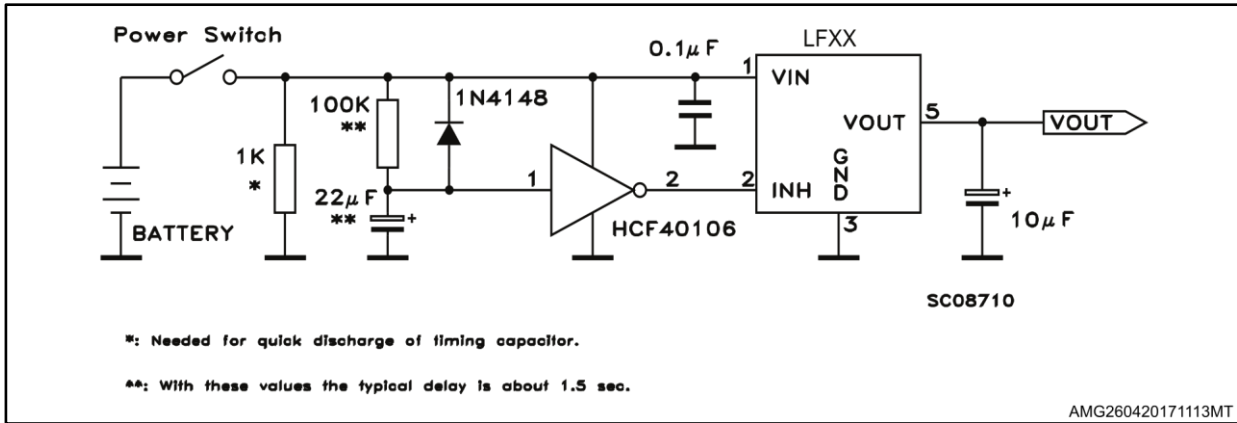 Power Switch
0.1μF
LFXX
1
VIN
100K
**
1N4148
VOUT
5
VOUT
1K
*
GND
22μF
**
+
1
2
2
INH
+
10μF
BATTERY
HCF40106
3
SC08710
*: Needed for quick discharge of timing capacitor.
**: With these values the typical delay is about 1.5 sec.
AMG260420171113MT